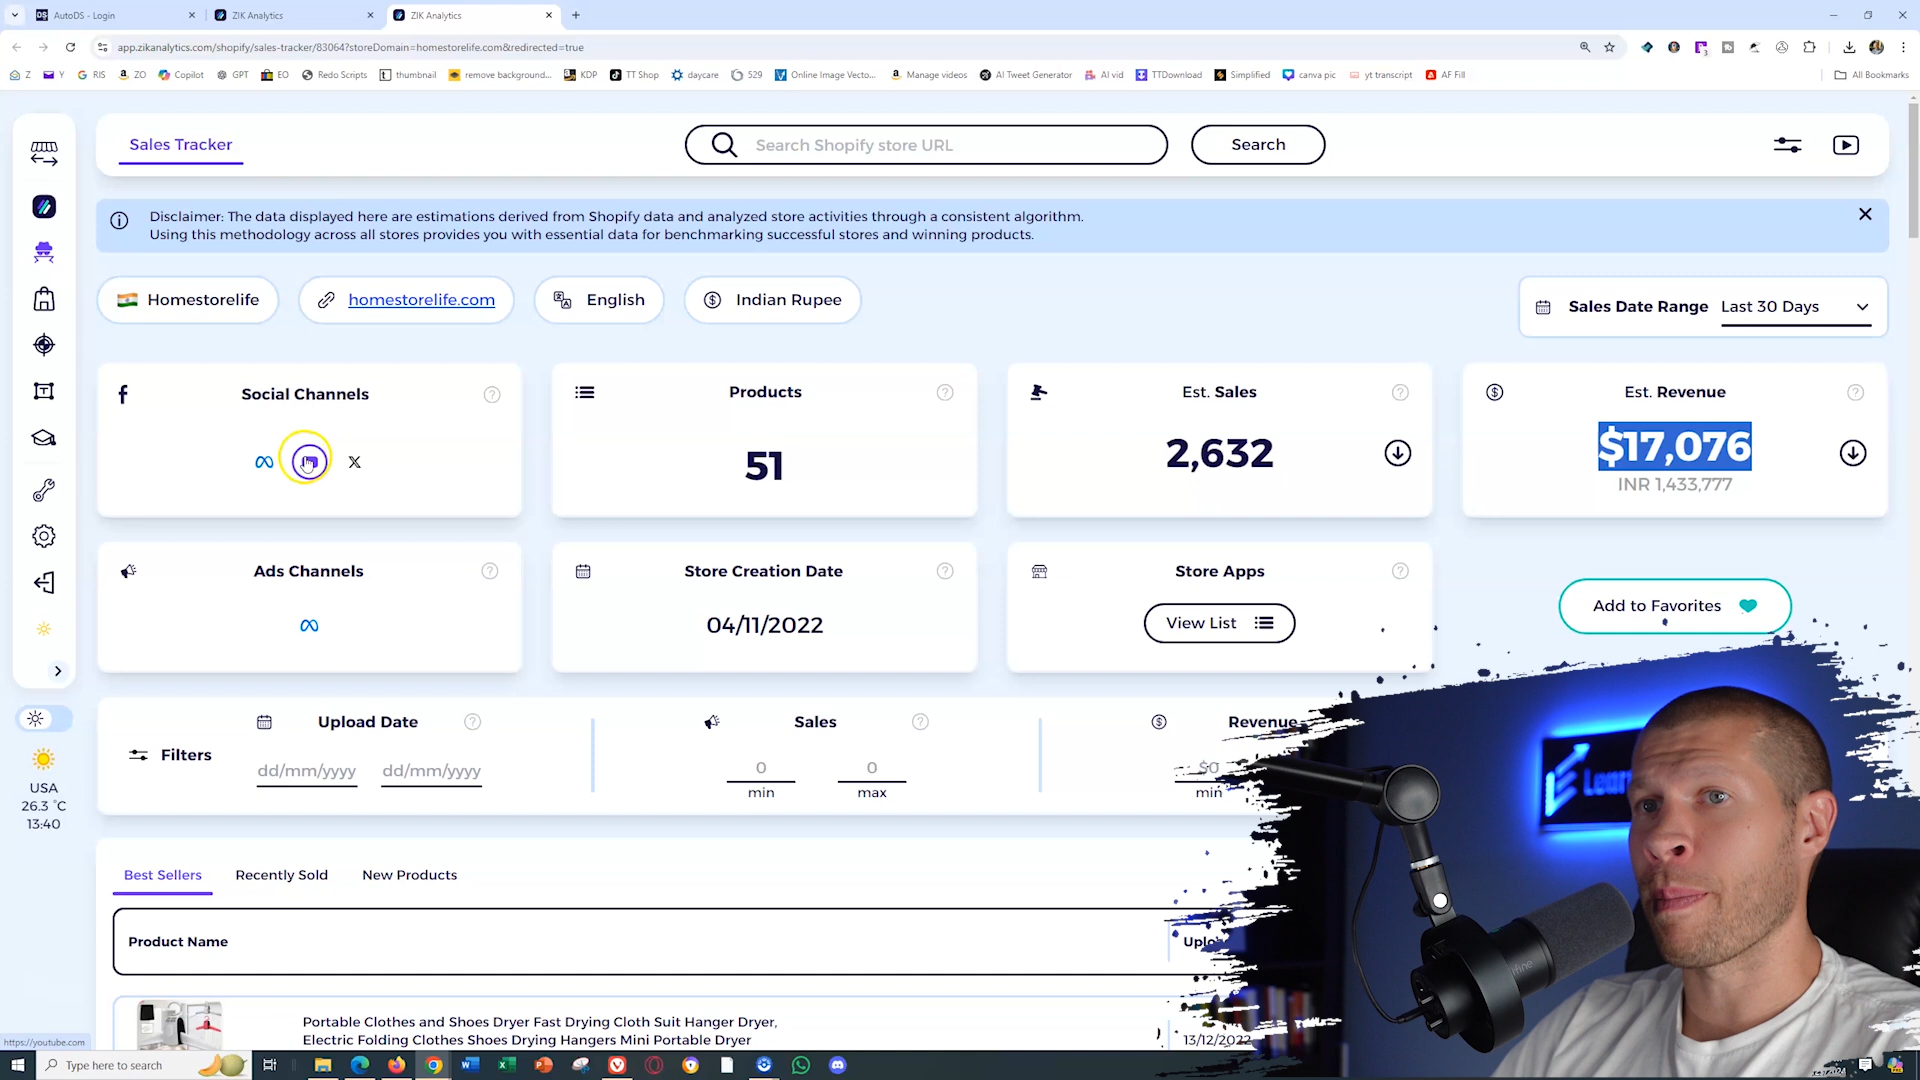 AutoDS - Login
ZIK Analytics
ZIK Analytics
app.zikanalytics.com/shopify/sales-tracker/83064?storeDomain=homestorelife.com&redirected=true
Z
Y
RIS
ZO
Copilot
GPT
EO
Redo Scripts
thumbnail
remove background...
KDP
TT Shop
daycare
529
Online Image Vecto...
Manage videos
AI Tweet Generator
AI vid
TTDownload
Simplified
canva pic
yt transcript
AF Fill
All Bookmarks
Sales Tracker
Search Shopify store URL
Search
Disclaimer: The data displayed here are estimations derived from Shopify data and analyzed store activities through a consistent algorithm.
Using this methodology across all stores provides you with essential data for benchmarking successful stores and winning products.
Homestorelife
homestorelife.com
English
Indian Rupee
Sales Date Range Last 30 Days
Social Channels
Products
51
Est. Sales
2,632
Est. Revenue
$17,076
INR 1,433,777
Ads Channels
Store Creation Date
04/11/2022
Store Apps
View List
Add to Favorites
Filters
Upload Date
dd/mm/yyyy
dd/mm/yyyy
Sales
0
min
0
max
Revenue
$0
min
USA
26.3 °C
13:40
Best Sellers
Recently Sold
New Products
Product Name
Portable Clothes and Shoes Dryer Fast Drying Cloth Suit Hanger Dryer,
Electric Folding Clothes Shoes Drying Hangers Mini Portable Dryer
13/12/2022
https://youtube.com
Type here to search